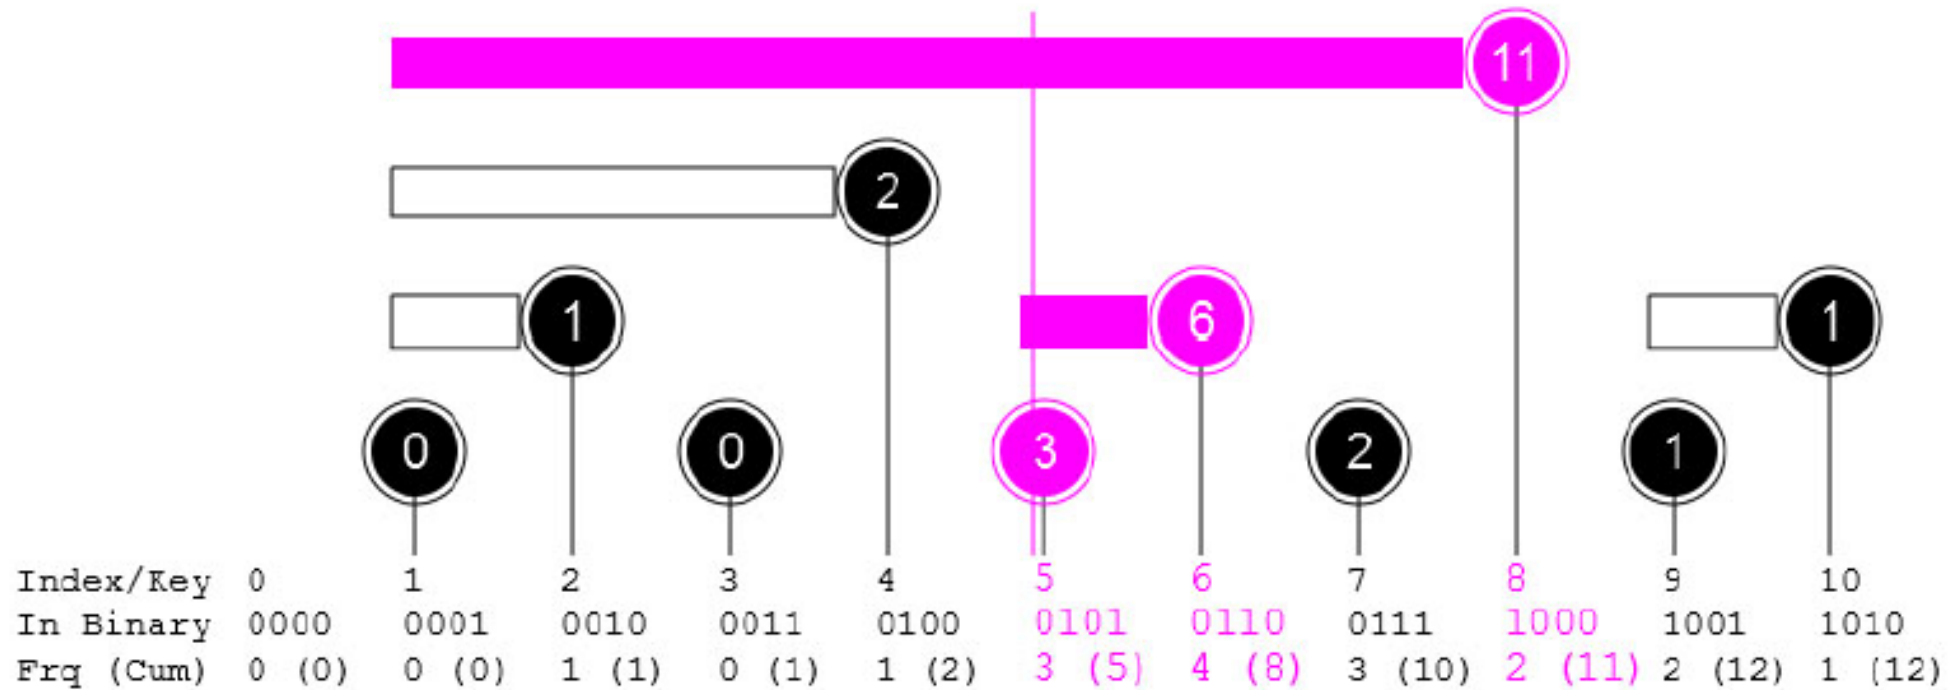 11
2
1 6 1
0 0 3 2 1
Index/Key 0 1 2 3 4 5 6 7 8 9 10
In Binary 0000 0001 0010 0011 0100 0101 0110 0111 1000 1001 1010
Frq (Cum) 0 (0) 0 (0) 1 (1) 0 (1) 1 (2) 3 (5) 4 (8) 3 (10) 2 (11) 2 (12) 1 (12)